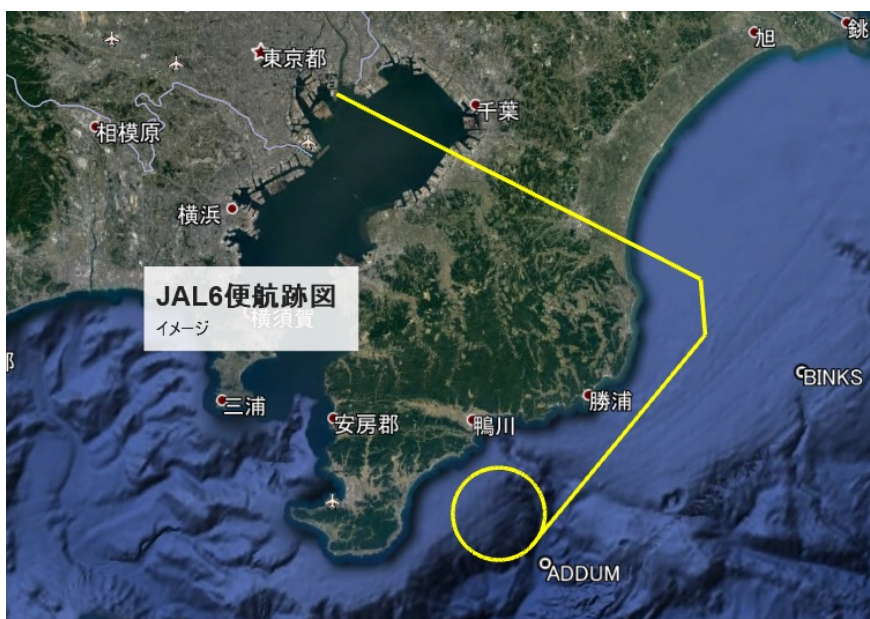 銚
旭
東京都
千葉
相模原
横浜
JAL6便航跡図
イメージ
横須賀
BINKS
三浦
勝浦
安房郡
鴨川
ADDUM